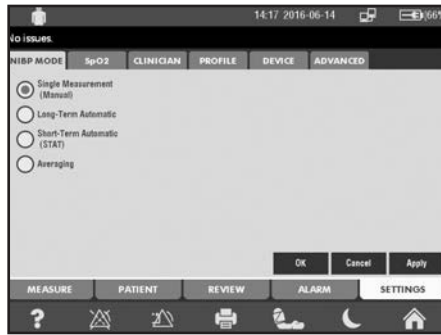 14:17 2016-06-14 66%
No issues.
NIBP MODE SpO2 CLINICIAN PROFILE DEVICE ADVANCED
Single Measurement
(Manual)
Long-Term Automatic
Short-Term Automatic
(STAT)
Averaging
OK Cancel Apply
MEASURE PATIENT REVIEW ALARM SETTINGS
?